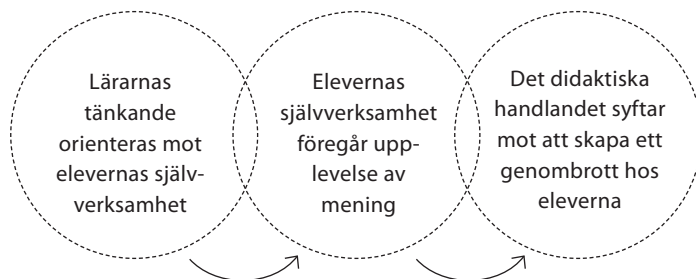 Lärarnas
tänkande
orienteras mot
elevernas själv-
verksamhet
Elevernas
självverksamhet
föregår upp-
levelse av
mening
Det didaktiska
handlandet syftar
mot att skapa ett
genombrott hos
eleverna